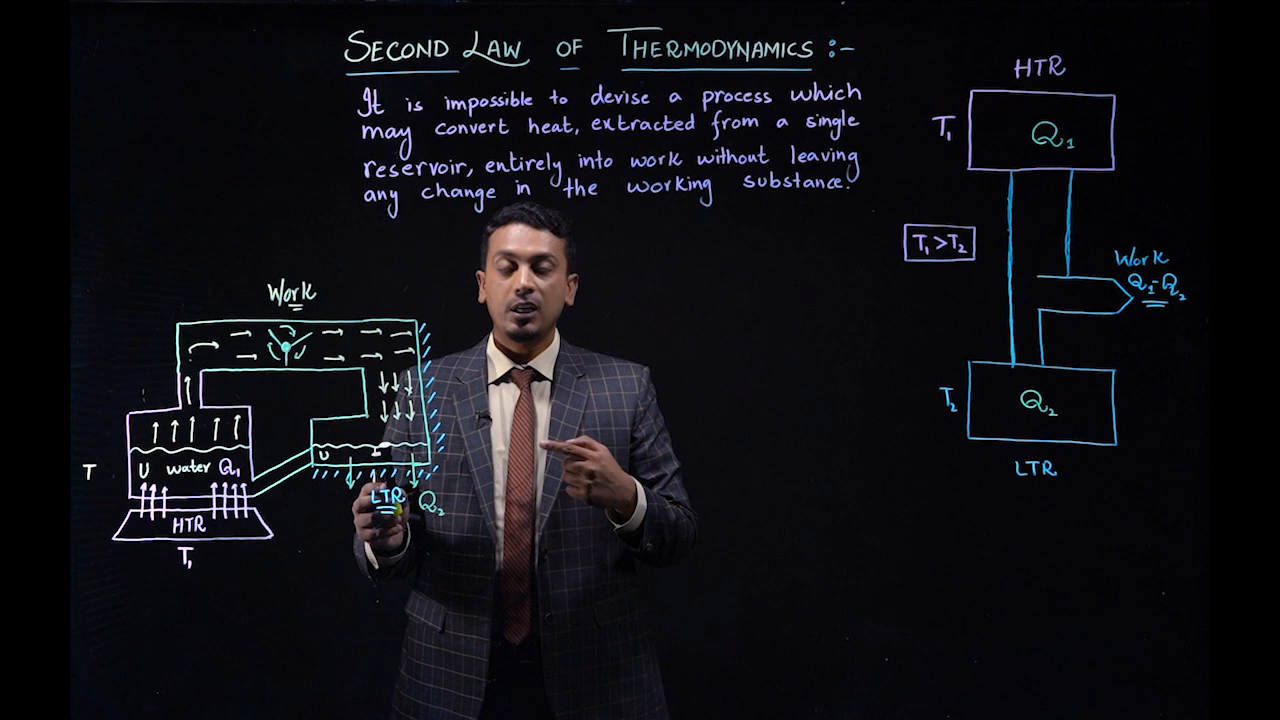 SECOND LAW OF THERMODYNAMICS :-
It is impossible to devise a process which
may convert heat, extracted from a single
reservoir, entirely into work without leaving
any change in the working substance.
HTR
T₁
Q₁
T₁ > T₂
Work
Q₁-Q₂
T₂
Q₂
LTR
Work
U water Q₁
U
T
HTR
T₁
LTR
Q₂